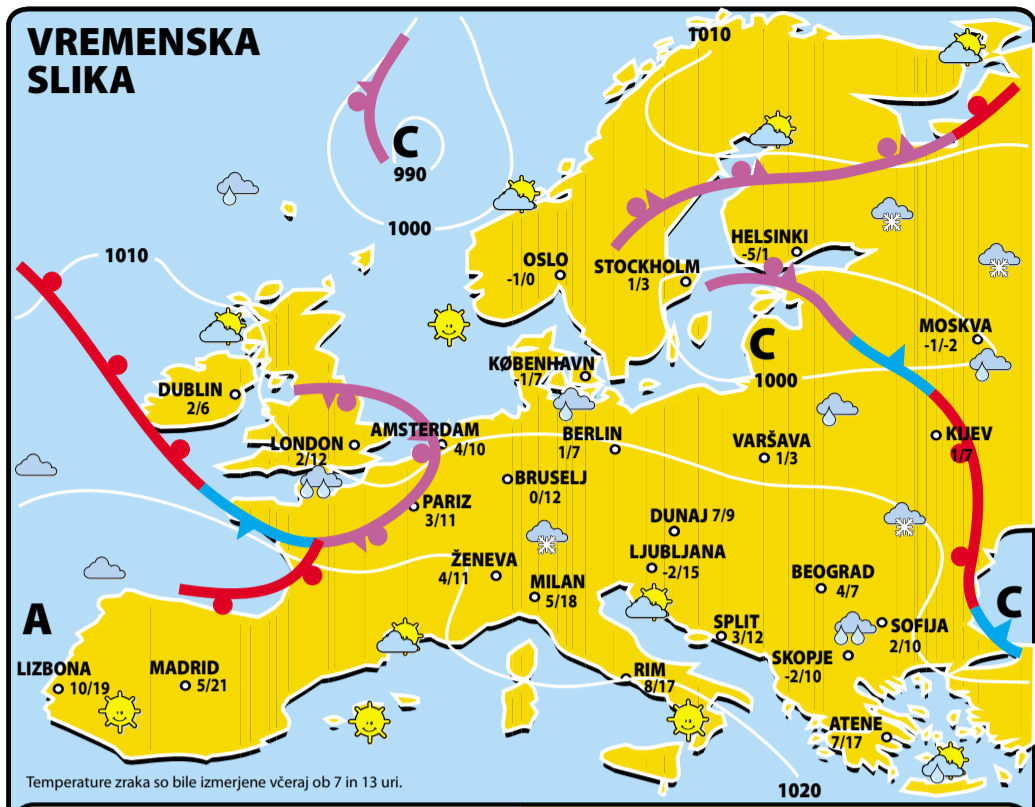 VREMENSKA
SLIKA
1010
C
990
1000
1010
HELSINKI
-5/1
OSLO
-1/0
STOCKHOLM
1/3
MOSKVA
-1/-2
C
1000
KØBENHAVN
-1/7
DUBLIN
2/6
AMSTERDAM
4/10
LONDON
2/12
BERLIN
1/7
VARŠAVA
1/3
KIJEV
1/7
BRUSELJ
0/12
PARIZ
3/11
DUNAJ 7/9
LJUBLJANA
-2/15
ŽENEVA
4/11
MILAN
5/18
BEOGRAD
4/7
C
A
SPLIT
3/12
SOFIJA
2/10
SKOPJE
-2/10
LIZBONA
10/19
MADRID
5/21
RIM
8/17
ATENE
7/17
Temperature zraka so bile izmerjene včeraj ob 7 in 13 uri.
1020